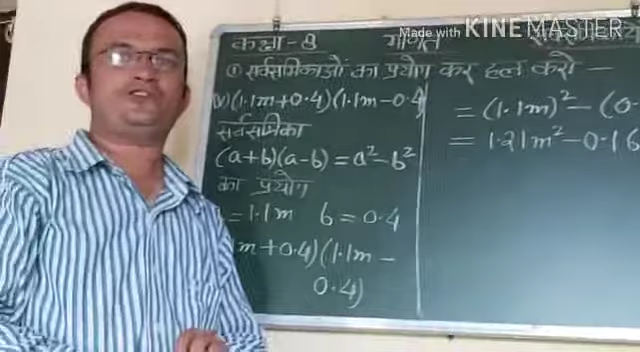 Made with KINEMASTER
कक्षा-8 गणित
① सर्वसमिकाओं का प्रयोग कर हल करो —
(v) (1.1m+0.4)(1.1m-0.4)
सर्वसमिका
(a+b)(a-b) = a²-b²
का प्रयोग
= 1.1m b = 0.4
m+0.4)(1.1m-
0.4)
= (1.1m)² - (0
= 1.21m² - 0.16